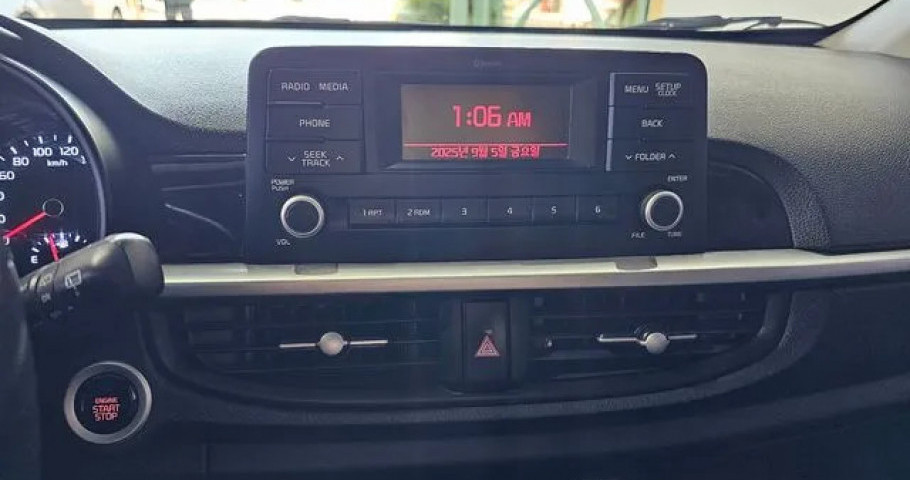 RADIO MEDIA
PHONE
SEEK
TRACK
POWER
PUSH
VOL
1:06 AM
2025년 9월 5일 금요일
1 RPT 2 RDM 3 4 5 6
MENU SETUP
CLOCK
BACK
FOLDER
ENTER
FILE TUNE
80 100 120
km/h
60
E
ENGINE
START
STOP